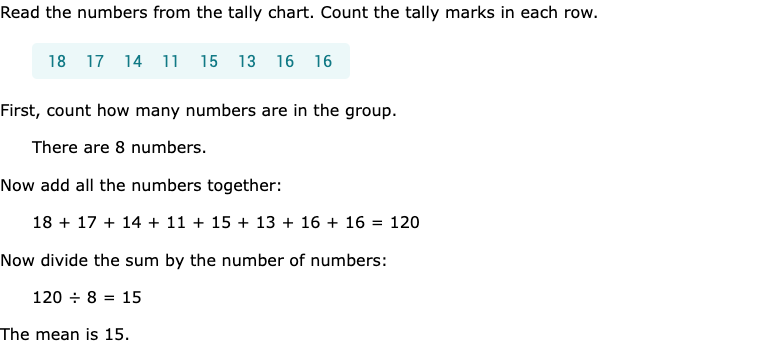 Read the numbers from the tally chart. Count the tally marks in each row.
18 17 14 11 15 13 16 16
First, count how many numbers are in the group.
There are 8 numbers.
Now add all the numbers together:
18 + 17 + 14 + 11 + 15 + 13 + 16 + 16 = 120
Now divide the sum by the number of numbers:
120 ÷ 8 = 15
The mean is 15.